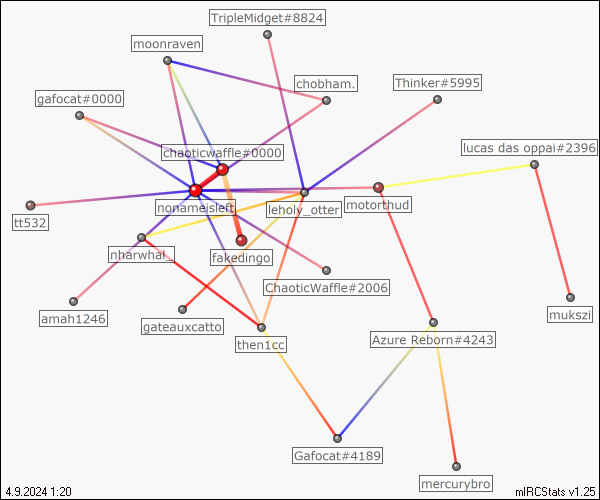 TripleMidget#8824
moonraven
chobham.
Thinker#5995
gafocat#0000
chaoticwaffle#0000
lucas das oppai#2396
nonameisleft_
leholy_otter
motorthud
tt532
nharwhal_
fakedingo
ChaoticWaffle#2006
amah1246
gateauxcatto
mukszi
then1cc
Azure Reborn#4243
Gafocat#4189
mercurybro
4.9.2024 1:20
mIRCStats v1.25